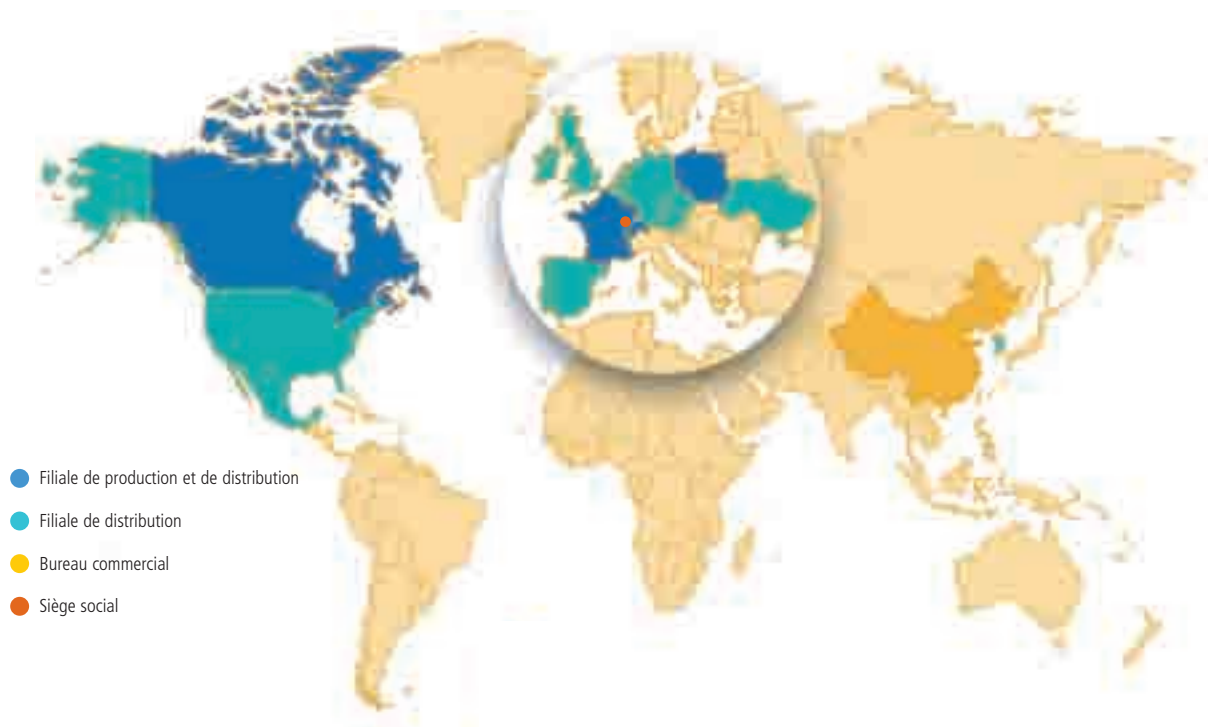 Filiale de production et de distribution
Filiale de distribution
Bureau commercial
Siège social